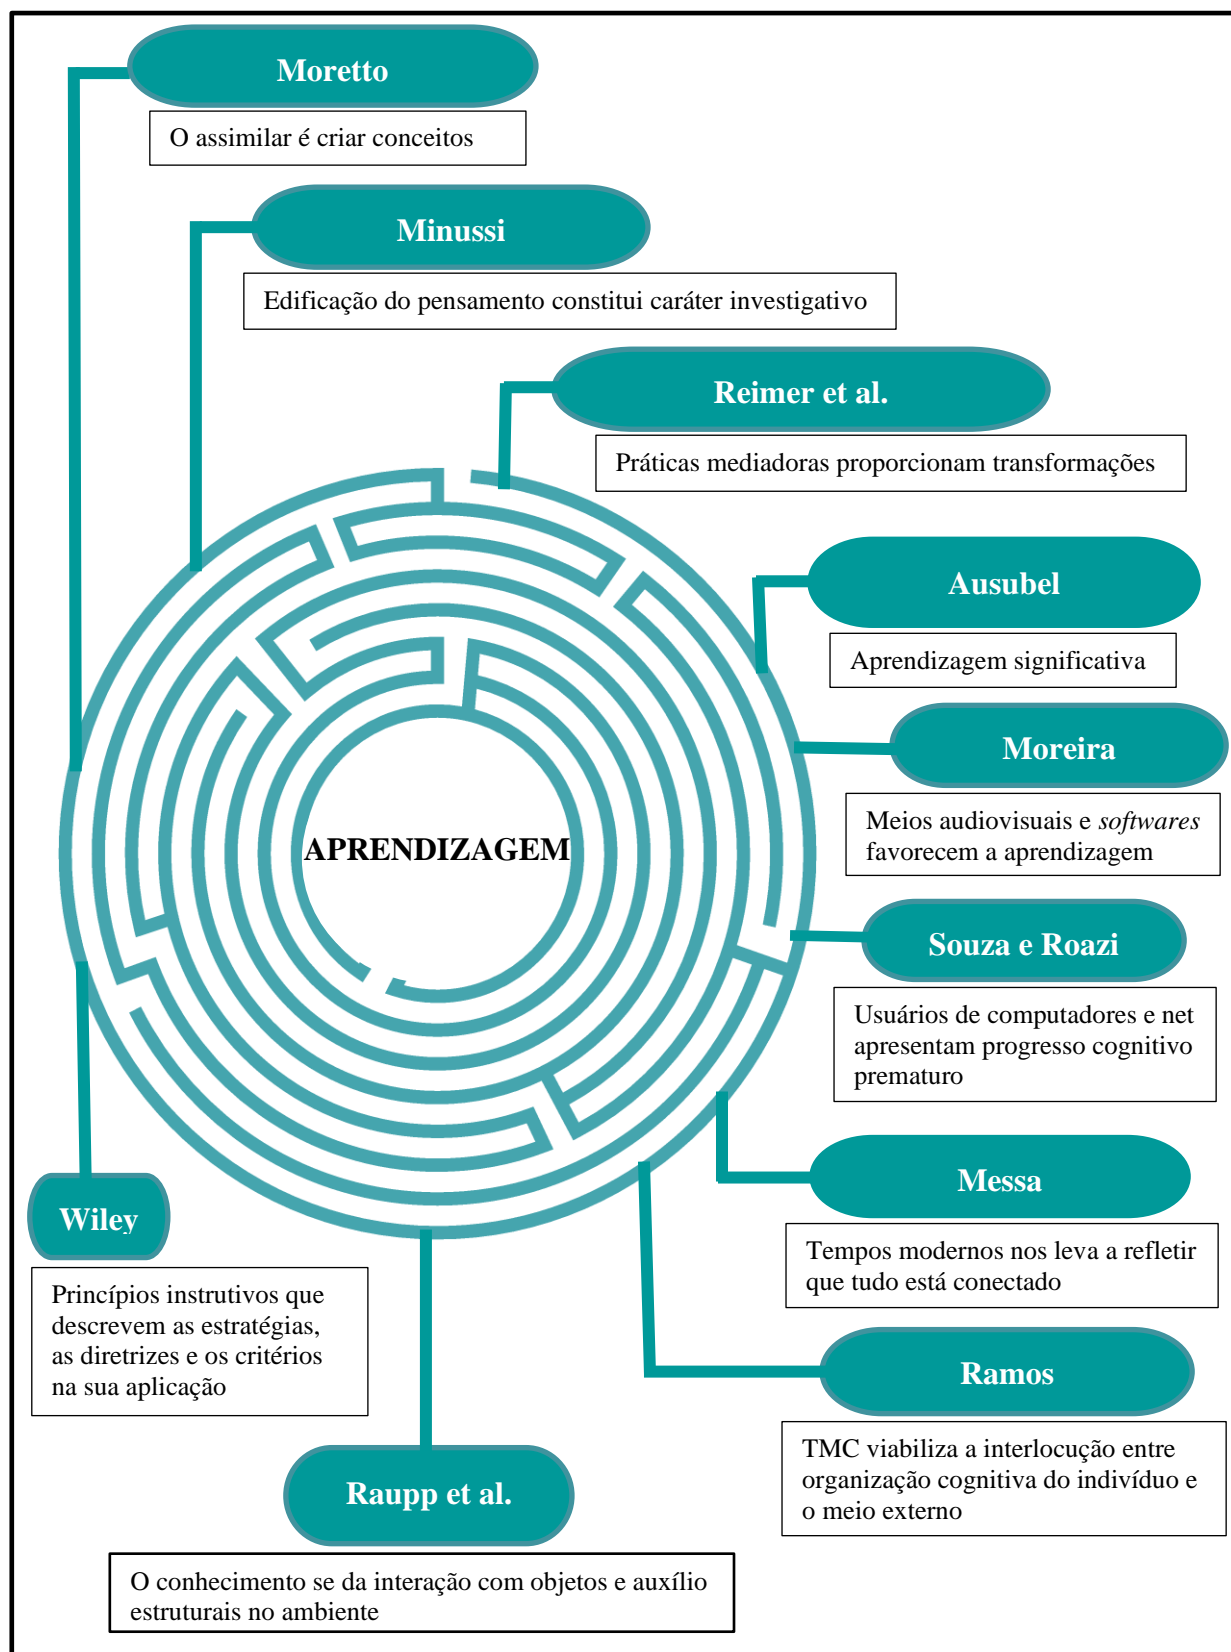 Moretto
O assimilar é criar conceitos
Minussi
Edificação do pensamento constitui caráter investigativo
Reimer et al.
Práticas mediadoras proporcionam transformações
Ausubel
Aprendizagem significativa
Moreira
Meios audiovisuais e softwares
favorecem a aprendizagem
APRENDIZAGEM
Souza e Roazi
Usuários de computadores e net
apresentam progresso cognitivo
prematuro
Messa
Tempos modernos nos leva a refletir
que tudo está conectado
Wiley
Princípios instrutivos que
descrevem as estratégias,
as diretrizes e os critérios
na sua aplicação
Ramos
TMC viabiliza a interlocução entre
organização cognitiva do indivíduo e
o meio externo
Raupp et al.
O conhecimento se da interação com objetos e auxílio
estruturais no ambiente